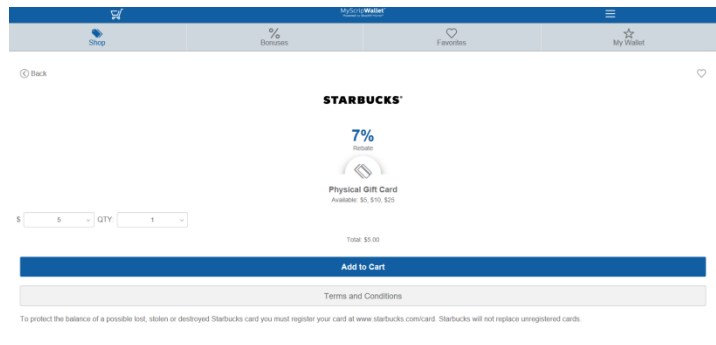 MyScripWallet
Shop
Bonuses
Favorites
My Wallet
Back
STARBUCKS
7%
Rebate
Physical Gift Card
Available: $5, $10, $25
$ 5 QTY: 1
Total: $5.00
Add to Cart
Terms and Conditions
To protect the balance of a possible lost, stolen or destroyed Starbucks card you must register your card at www.starbucks.com/card. Starbucks will not replace unregistered cards.